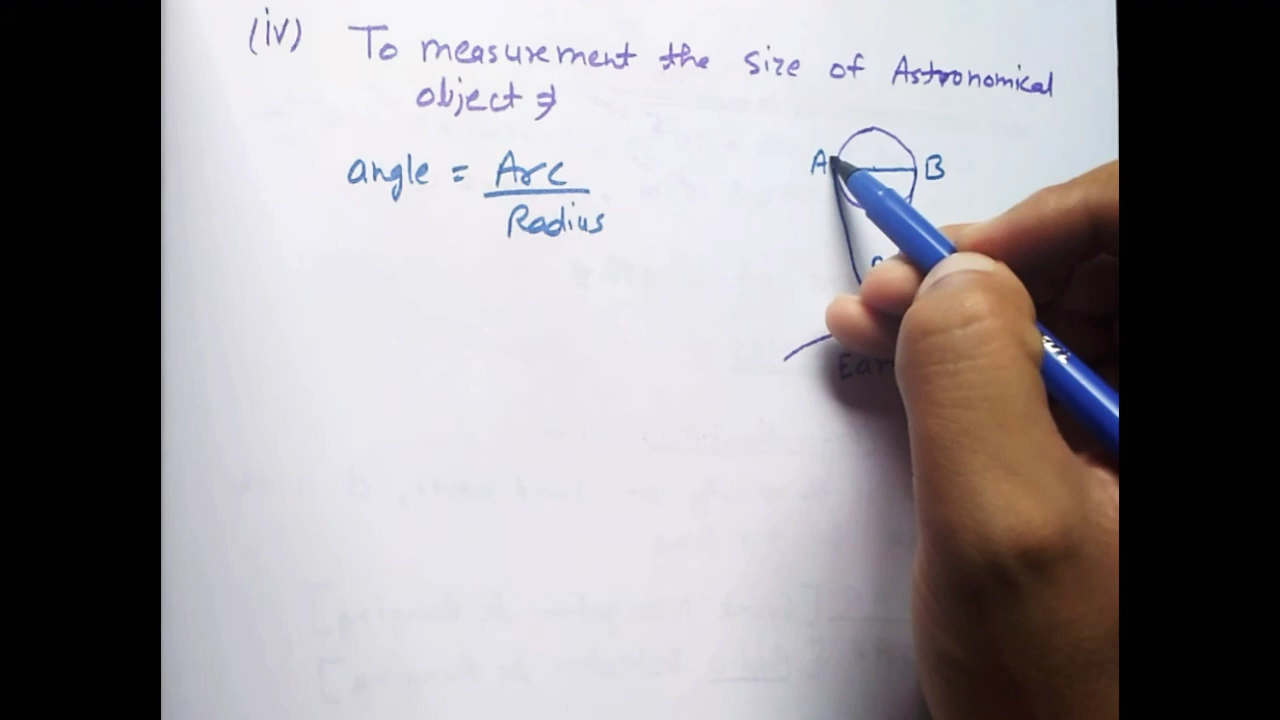 (iv) To measurement the size of Astronomical
object ⇒
angle = Arc
Radius
A
B